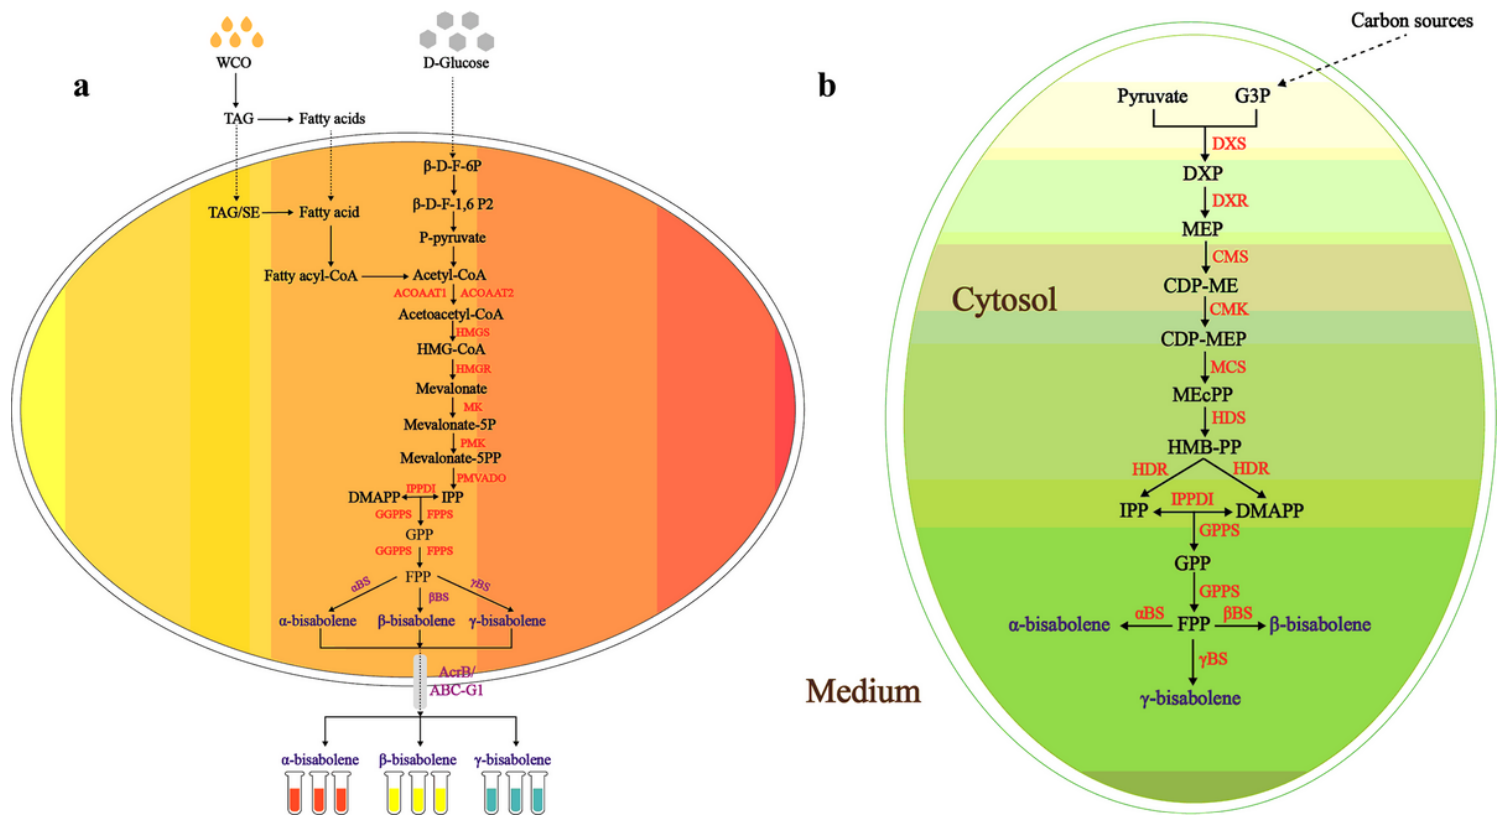 a
WCO
D-Glucose
TAG
Fatty acids
β-D-F-6P
TAG/SE
Fatty acid
β-D-F-1,6 P2
P-pyruvate
Fatty acyl-CoA
Acetyl-CoA
ACOAAT1 ACOAAT2
Acetoacetyl-CoA
HMGS
HMG-CoA
HMGR
Mevalonate
MK
Mevalonate-5P
PMK
Mevalonate-5PP
PMVADO
DMAPP
IPPDI
IPP
GGPPS FPPS
GPP
GGPPS FPPS
FPP
αBS
βBS
γBS
α-bisabolene
β-bisabolene
γ-bisabolene
AcrB/
ABC-G1
α-bisabolene
β-bisabolene
γ-bisabolene
b
Carbon sources
Pyruvate
G3P
DXS
DXP
DXR
MEP
CMS
CDP-ME
Cytosol
CMK
CDP-MEP
MCS
MEcPP
HDS
HMB-PP
HDR
HDR
IPP
IPPDI
DMAPP
GPPS
GPP
GPPS
α-bisabolene
αBS
FPP
βBS
β-bisabolene
γBS
γ-bisabolene
Medium